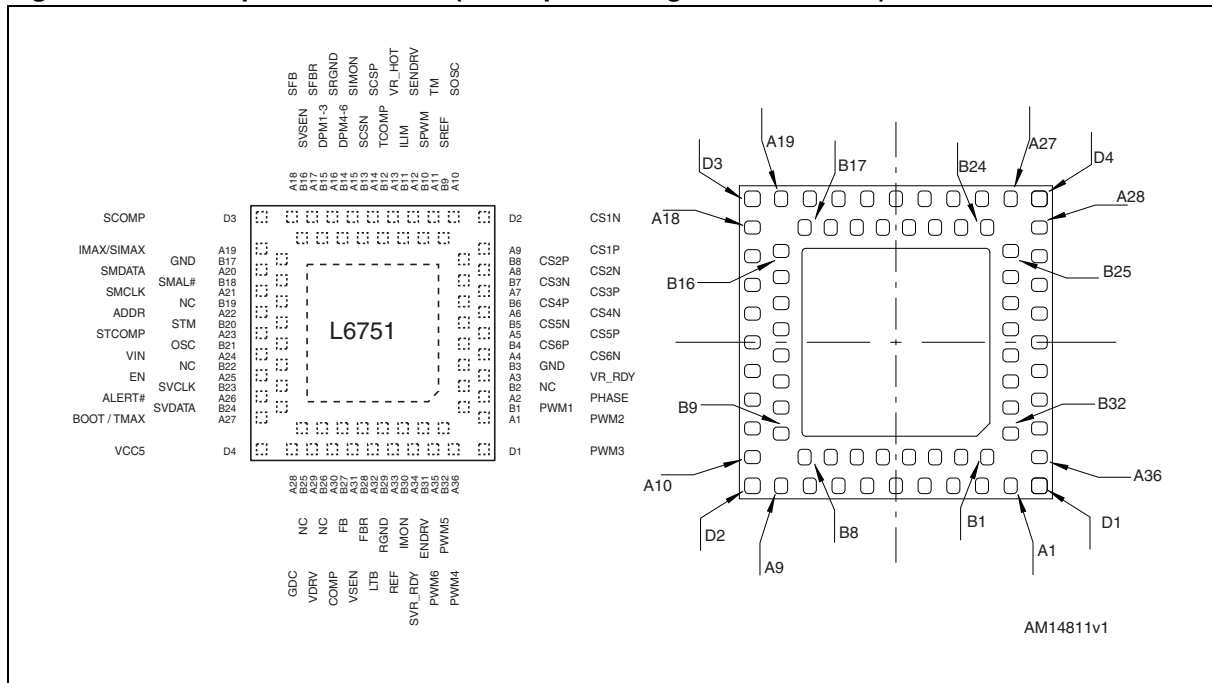 SFB
SFBR
SRGND
SIMON
SCSP
VR_HOT
SENDRV
TM
SOSC
SVSEN
DPM1-3
DPM4-6
SCSN
TCOMP
ILIM
SPWM
SREF
A18
B16
A17
B15
A16
B14
A15
B13
A14
B12
A13
B11
A12
B10
A11
B9
A10
SCOMP D3
IMAX/SIMAX A19
GND B17
SMDATA A20
SMAL# B18
SMCLK A21
NC B19
ADDR A22
STM B20
STCOMP A23
OSC B21
VIN A24
NC B22
EN A25
SVCLK B23
ALERT# A26
SVDATA B24
BOOT / TMAX A27
VCC5 D4
L6751
D2 CS1N
A9 CS1P
B8 CS2P
A8 CS2N
B7 CS3N
A7 CS3P
B6 CS4P
A6 CS4N
B5 CS5N
A5 CS5P
B4 CS6P
A4 CS6N
B3 GND
A3 VR_RDY
B2 NC
A2 PHASE
B1 PWM1
A1 PWM2
D1 PWM3
A28
B25
A29
B26
A30
B27
A31
B28
A32
B29
A33
B30
A34
B31
A35
B32
A36
NC
NC
FB
FBR
RGND
IMON
ENDRV
PWM5
GDC
VDRV
COMP
VSEN
LTB
REF
SVR_RDY
PWM6
PWM4
D3
A19
B17
B24
A27
D4
A18
A28
B16
B25
B9
B32
A10
A36
D2
A9
B8
B1
A1
D1
AM14811v1